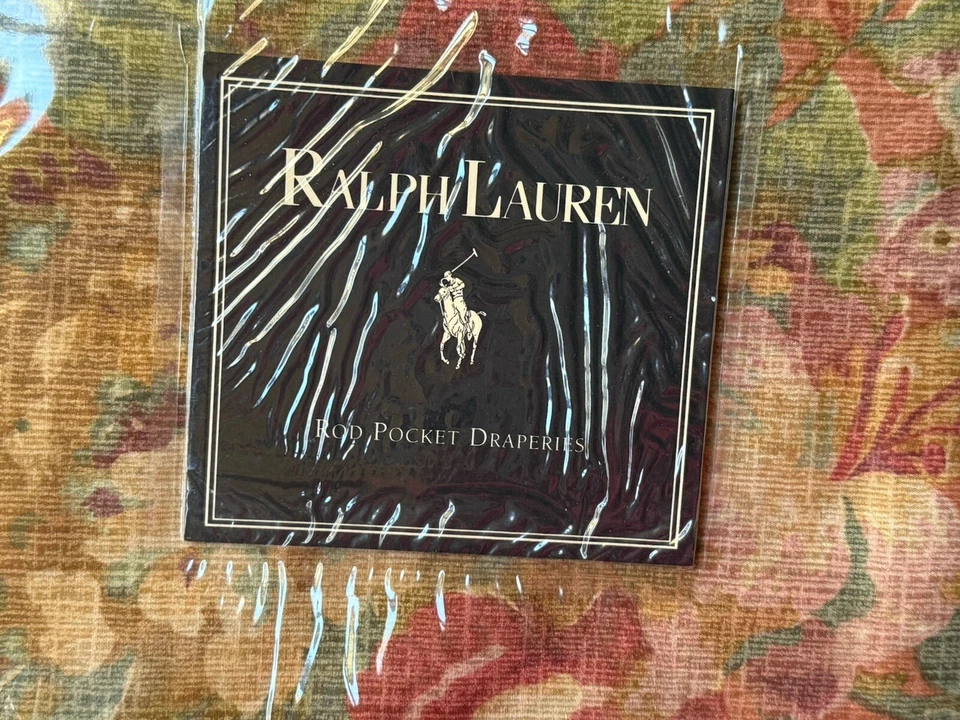 RALPH LAUREN
ROD POCKET DRAPERIES